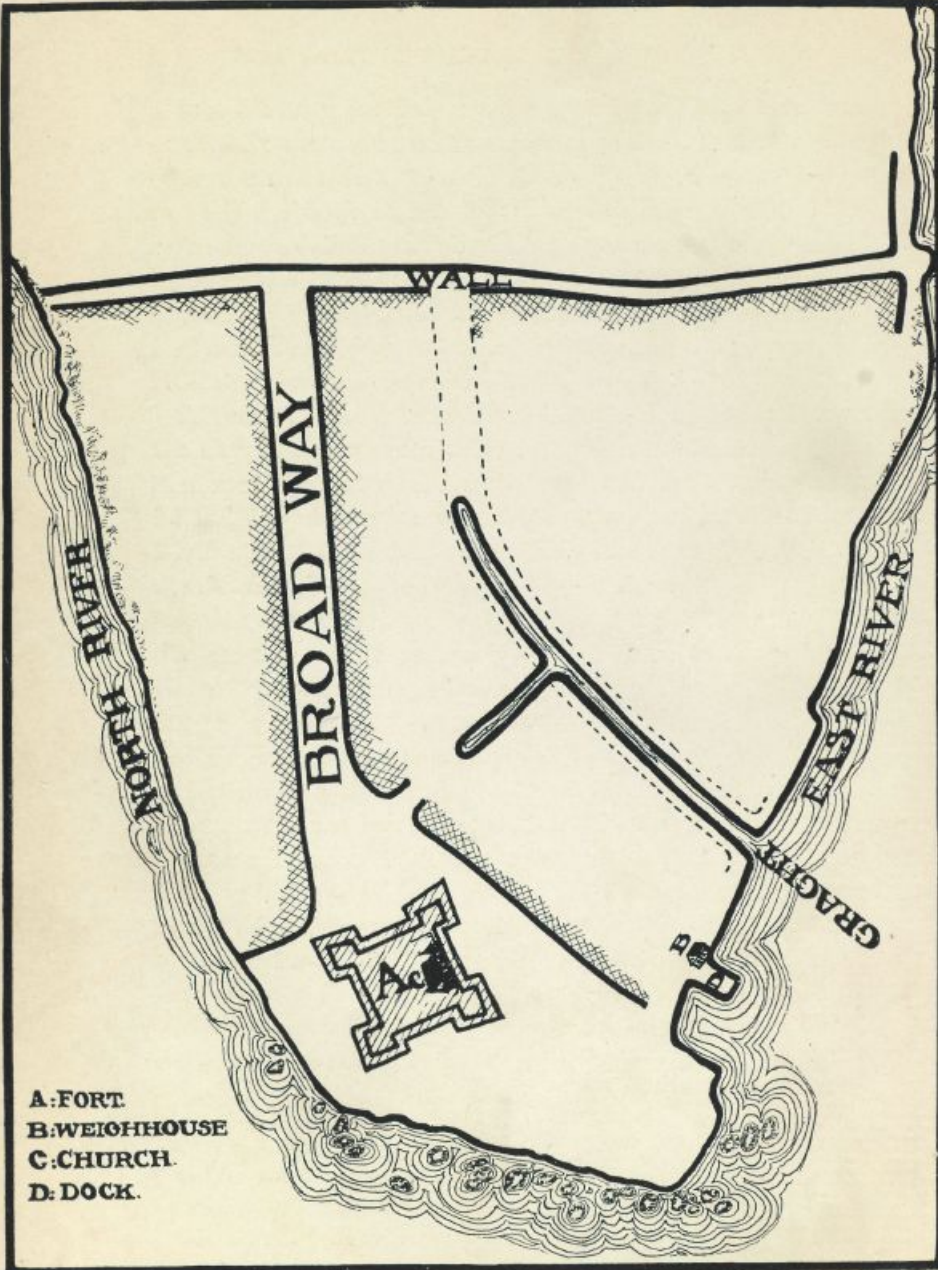 WALL
BROAD WAY
NORTH RIVER
EAST RIVER
GRAGHT
B
D
A
C
A:FORT.
B:WEIGHHOUSE
C:CHURCH.
D:DOCK.